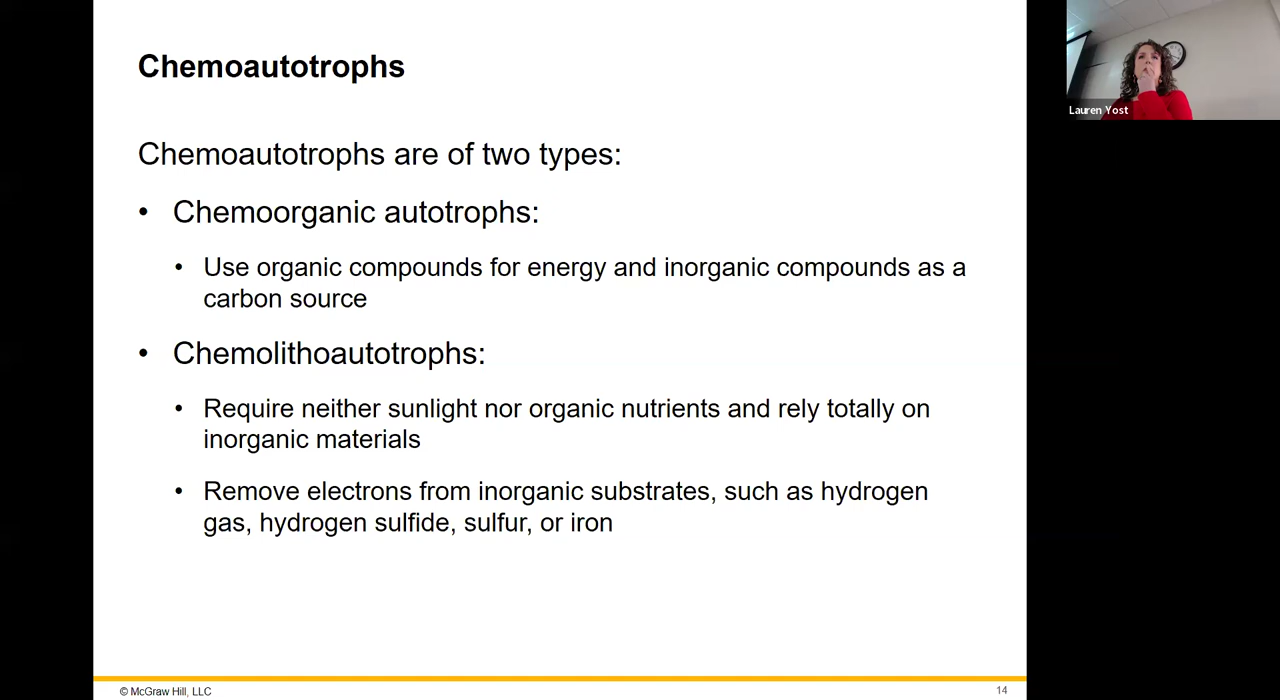 Chemoautotrophs
Lauren Yost
Chemoautotrophs are of two types:
• Chemoorganic autotrophs:
• Use organic compounds for energy and inorganic compounds as a
carbon source
• Chemolithoautotrophs:
• Require neither sunlight nor organic nutrients and rely totally on
inorganic materials
• Remove electrons from inorganic substrates, such as hydrogen
gas, hydrogen sulfide, sulfur, or iron
© McGraw Hill, LLC
14